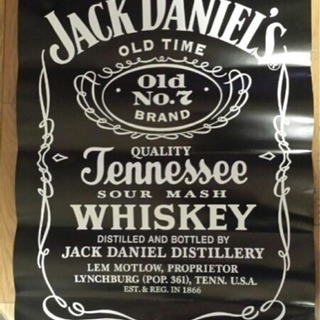 JACK DANIEL'S
OLD TIME
Old
No.7
BRAND
QUALITY
Tennessee
SOUR MASH
WHISKEY
DISTILLED AND BOTTLED BY
JACK DANIEL DISTILLERY
LEM MOTLOW, PROPRIETOR
LYNCHBURG (POP. 361), TENN. U.S.A.
EST. & REG. IN 1866